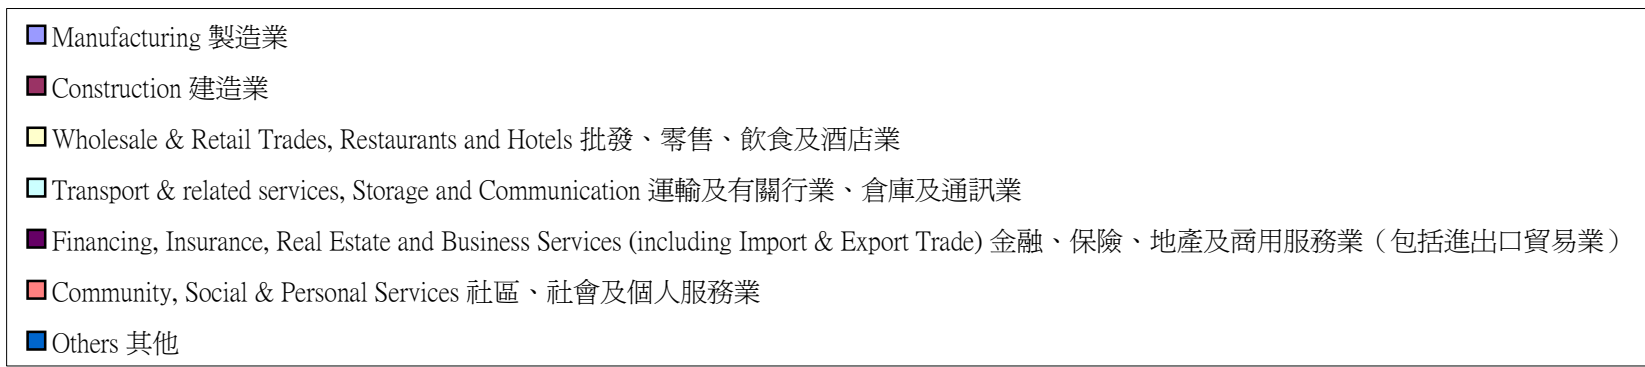 Manufacturing 製造業
Construction 建造業
Wholesale & Retail Trades, Restaurants and Hotels 批發、零售、飲食及酒店業
Transport & related services, Storage and Communication 運輸及有關行業、倉庫及通訊業
Financing, Insurance, Real Estate and Business Services (including Import & Export Trade) 金融、保險、地產及商用服務業（包括進出口貿易業）
Community, Social & Personal Services 社區、社會及個人服務業
Others 其他